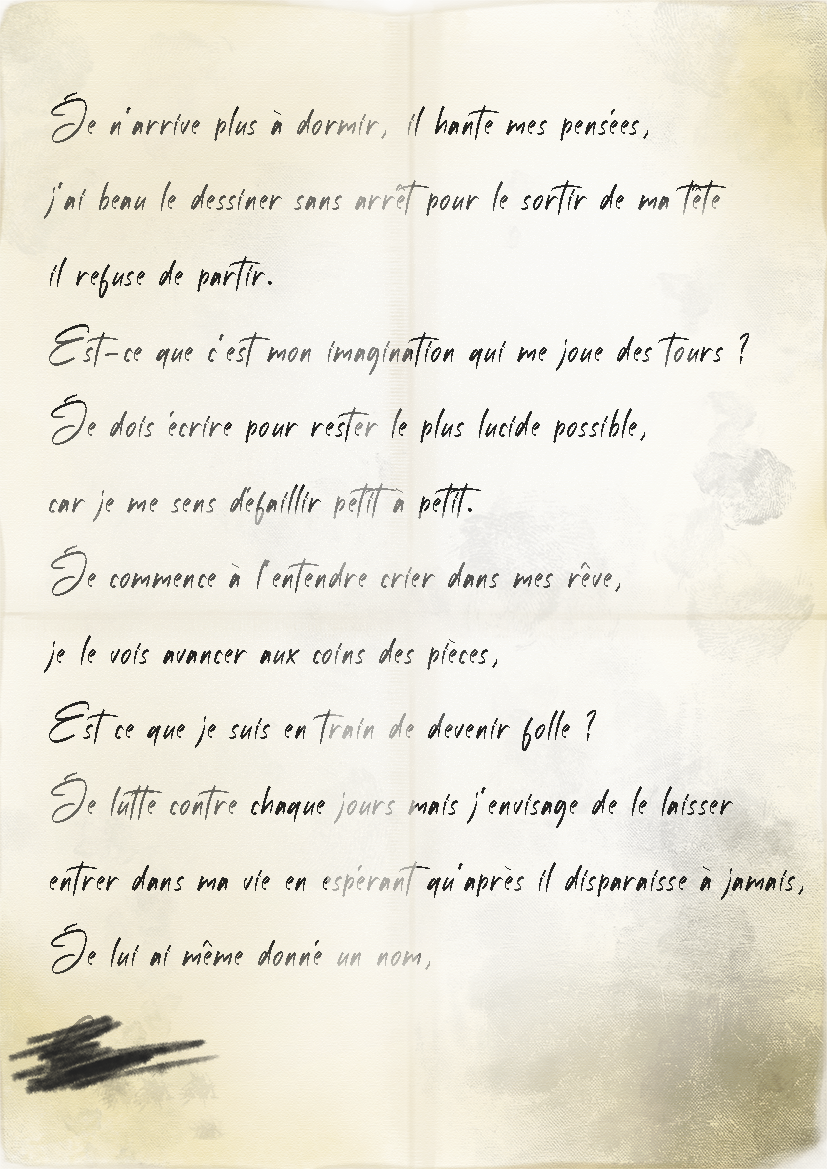 Je n'arrive plus à dormir, il hante mes pensées,
j'ai beau le dessiner sans arrêt pour le sortir de ma tête
il refuse de partir.
Est-ce que c'est mon imagination qui me joue des tours ?
Je dois écrire pour rester le plus lucide possible,
car je me sens défaillir petit à petit.
Je commence à l'entendre crier dans mes rêve,
je le vois avancer aux coins des pièces,
Est ce que je suis en train de devenir folle ?
Je lutte contre chaque jours mais j'envisage de le laisser
entrer dans ma vie en espérant qu'après il disparaisse à jamais,
Je lui ai même donné un nom,